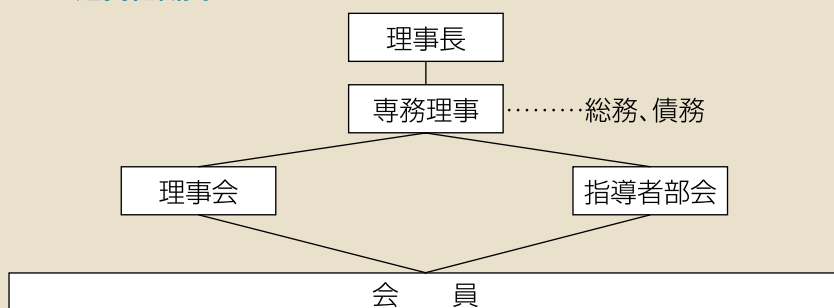 理事長
専務理事………総務、債務
理事会
指導者部会
会　　員